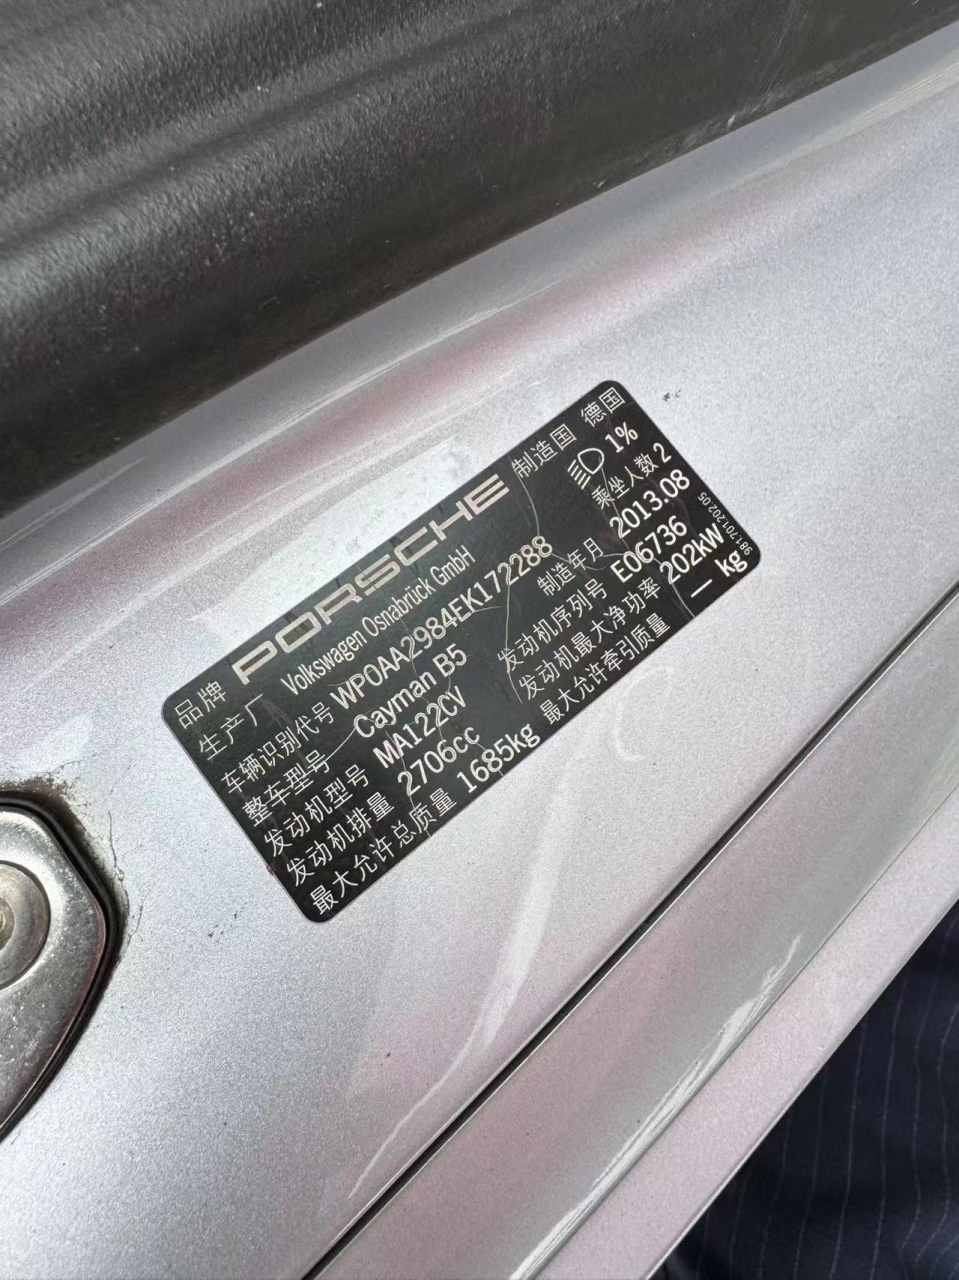 品牌 PORSCHE 制造国 德国
生产厂 Volkswagen Osnabrück GmbH 1%
车辆识别代号 WP0AA2984EK172288 乘坐人数 2
整车型号 Cayman B5 制造年月 2013.08
发动机型号 MA122CV 发动机序列号 E06736
发动机排量 2706cc 发动机最大净功率 202kW
最大允许总质量 1685kg 最大允许牵引质量 — kg